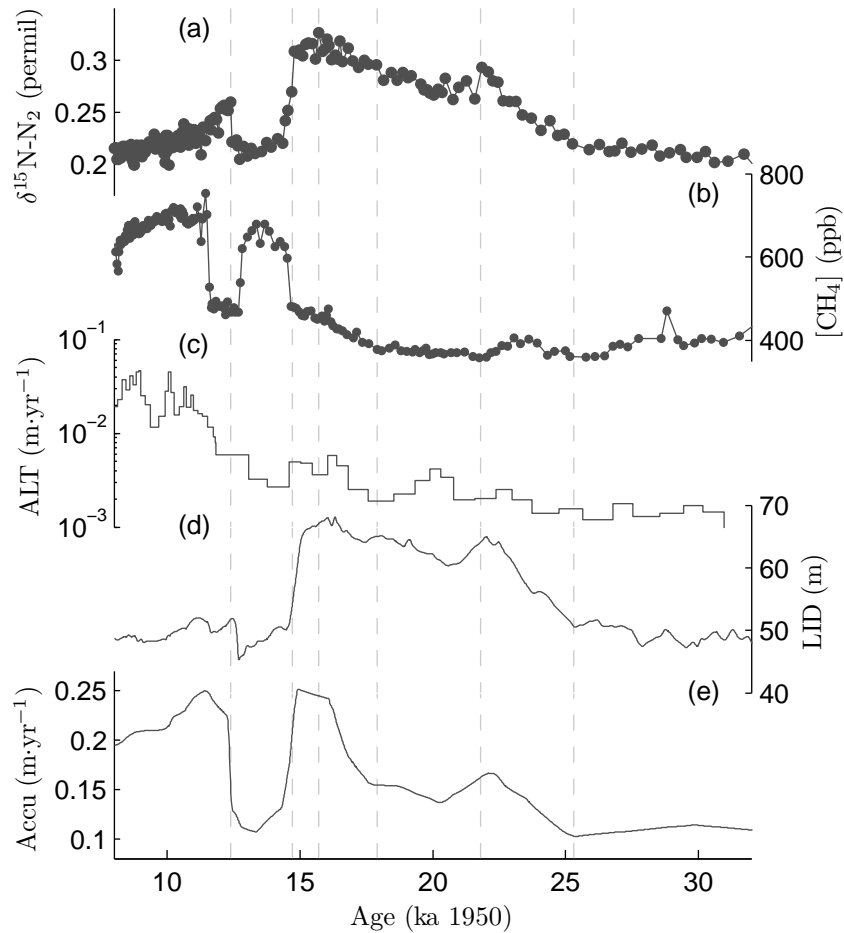 (a)
δ¹⁵N-N₂ (permil)
0.3
0.25
0.2
(b)
800
600
400
[CH₄] (ppb)
(c)
ALT (m·yr⁻¹)
10⁻¹
10⁻²
10⁻³
(d)
70
60
50
40
LID (m)
(e)
Accu (m·yr⁻¹)
0.25
0.2
0.15
0.1
10 15 20 25 30
Age (ka 1950)